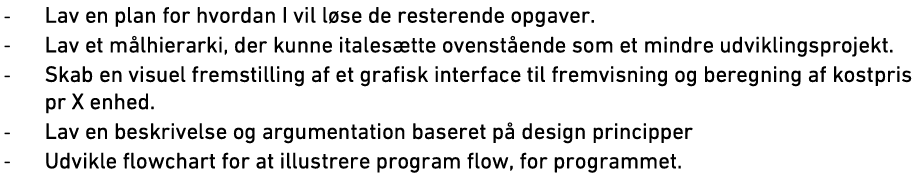 - Lav en plan for hvordan I vil løse de resterende opgaver.
- Lav et målhierarki, der kunne italesætte ovenstående som et mindre udviklingsprojekt.
- Skab en visuel fremstilling af et grafisk interface til fremvisning og beregning af kostpris
pr X enhed.
- Lav en beskrivelse og argumentation baseret på design principper
- Udvikle flowchart for at illustrere program flow, for programmet.